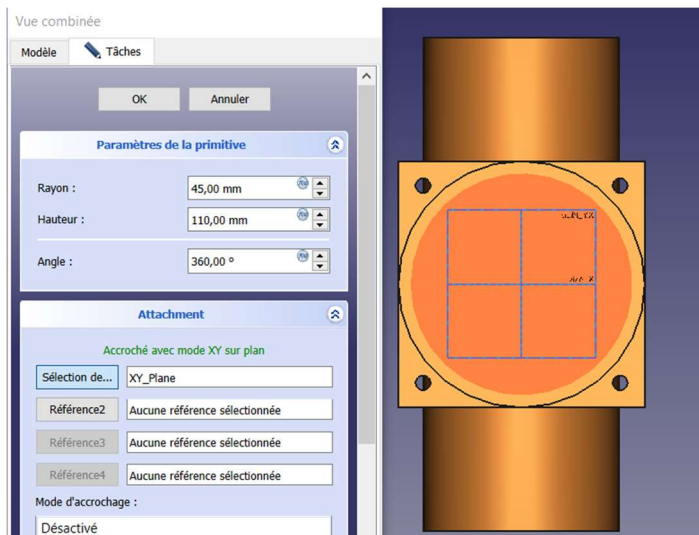 Vue combinée
Modèle
Tâches
OK
Annuler
Paramètres de la primitive
Rayon :
45,00 mm
Hauteur :
110,00 mm
Angle :
360,00 °
Attachment
Accroché avec mode XY sur plan
Sélection de...
XY_Plane
Référence2
Aucune référence sélectionnée
Référence3
Aucune référence sélectionnée
Référence4
Aucune référence sélectionnée
Mode d'accrochage :
Désactivé